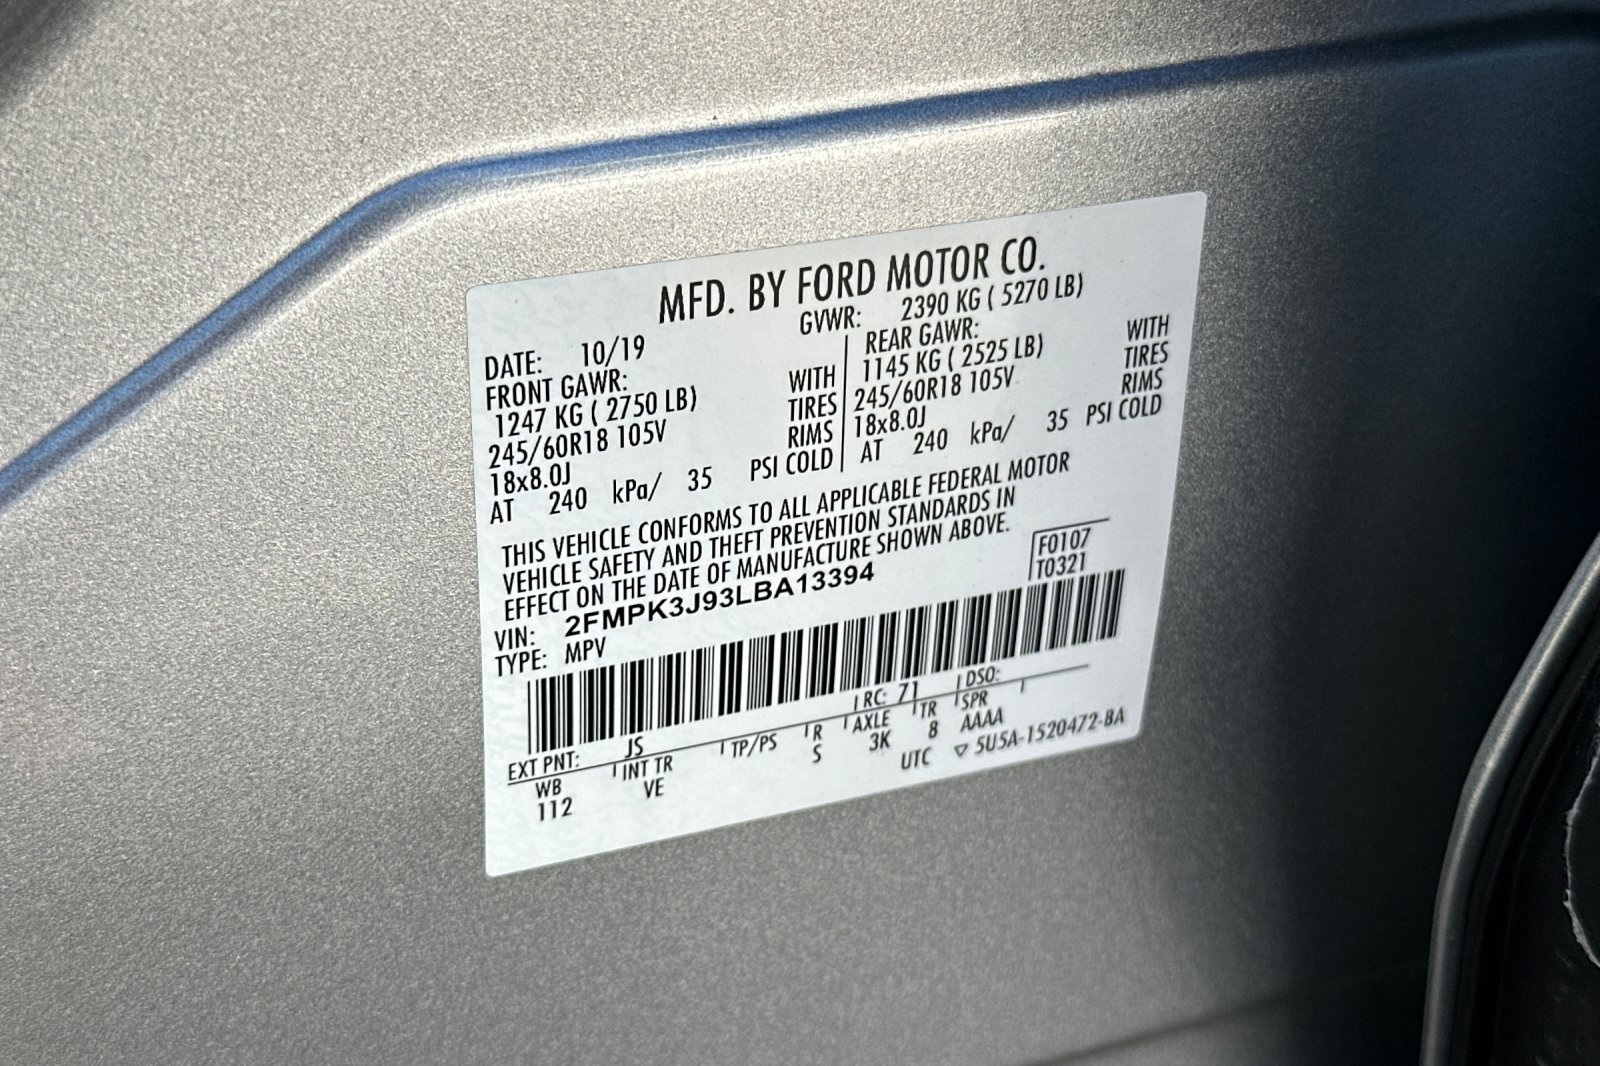 MFD. BY FORD MOTOR CO.
DATE: 10/19 GVWR: 2390 KG ( 5270 LB)
FRONT GAWR: REAR GAWR:
1247 KG ( 2750 LB) WITH 1145 KG ( 2525 LB) WITH
245/60R18 105V TIRES 245/60R18 105V TIRES
18x8.0J RIMS 18x8.0J RIMS
AT 240 kPa/ 35 PSI COLD AT 240 kPa/ 35 PSI COLD
THIS VEHICLE CONFORMS TO ALL APPLICABLE FEDERAL MOTOR
VEHICLE SAFETY AND THEFT PREVENTION STANDARDS IN
EFFECT ON THE DATE OF MANUFACTURE SHOWN ABOVE.
VIN: 2FMPK3J93LBA13394 F0107
TYPE: MPV T0321
EXT PNT: JS RC: 71 DSO:
WB INT TR TP/PS R AXLE TR SPR
112 VE S 3K 8 AAAA
UTC ▽ 5U5A-1520472-BA